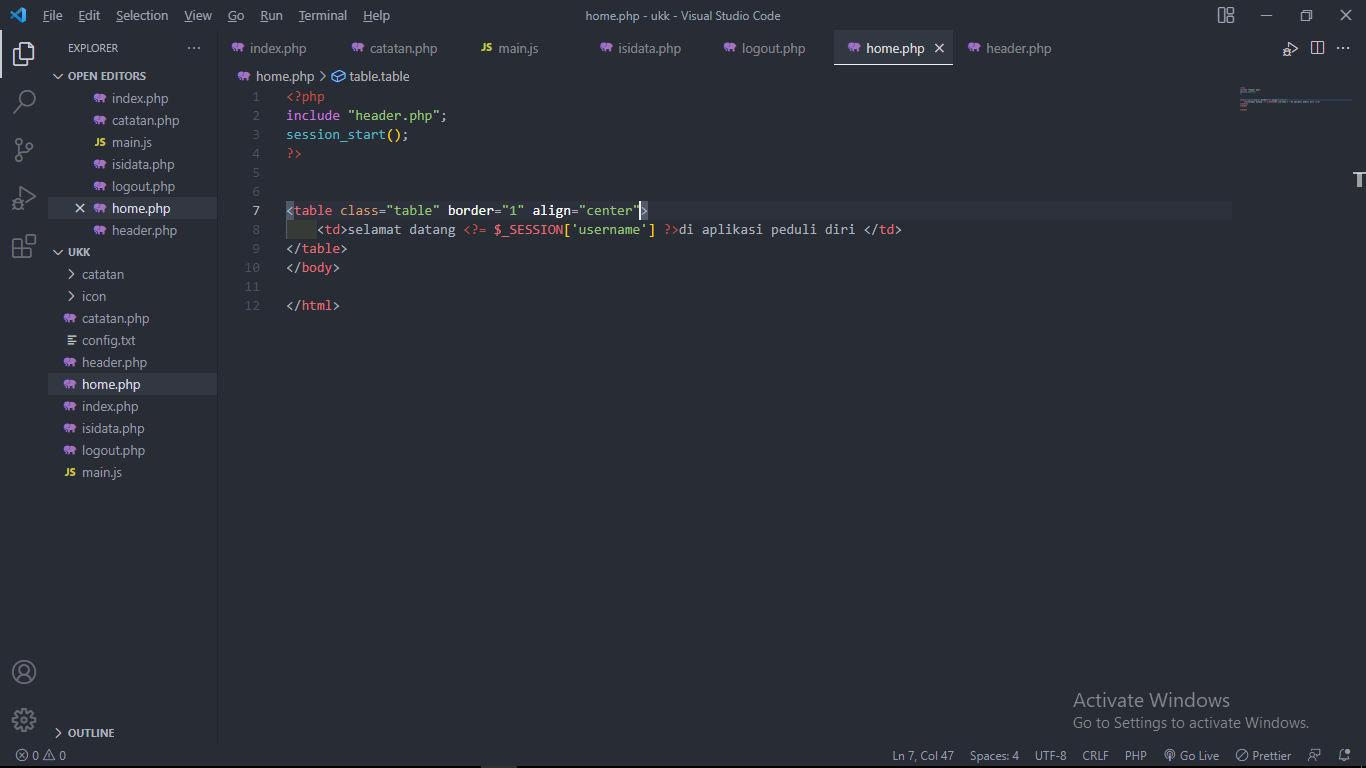 File Edit Selection View Go Run Terminal Help home.php - ukk - Visual Studio Code
EXPLORER ···
index.php catatan.php JS main.js isidata.php logout.php home.php header.php ···
OPEN EDITORS
index.php
catatan.php
JS main.js
isidata.php
logout.php
home.php
header.php
UKK
catatan
icon
catatan.php
config.txt
header.php
home.php
index.php
isidata.php
logout.php
JS main.js
OUTLINE
home.php > table.table
1 <?php
2 include "header.php";
3 session_start();
4 ?>
5
6
7 <table class="table" border="1" align="center">
8 <td>selamat datang <?= $_SESSION['username'] ?>di aplikasi peduli diri </td>
9 </table>
10 </body>
11
12 </html>
Activate Windows
Go to Settings to activate Windows.
0 0 Ln 7, Col 47 Spaces: 4 UTF-8 CRLF PHP Go Live Prettier